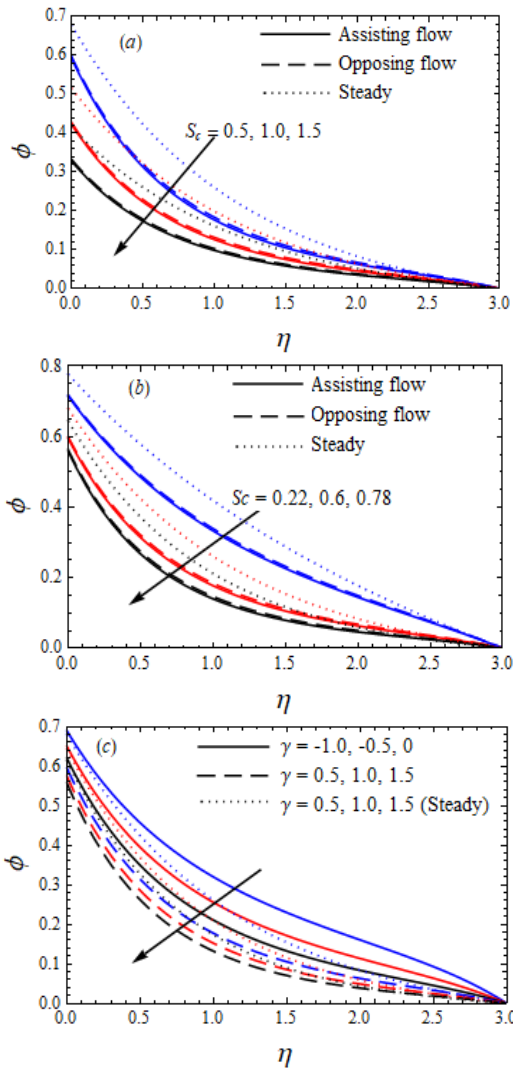 0.7
(a)
Assisting flow
0.6
Opposing flow
0.5
Steady
0.4
S_c = 0.5, 1.0, 1.5
ϕ
0.3
0.2
0.1
0.0
0.0 0.5 1.0 1.5 2.0 2.5 3.0
η
0.8
(b)
Assisting flow
Opposing flow
0.6
Steady
ϕ
0.4
Sc = 0.22, 0.6, 0.78
0.2
0.0
0.0 0.5 1.0 1.5 2.0 2.5 3.0
η
0.7
(c)
γ = -1.0, -0.5, 0
0.6
γ = 0.5, 1.0, 1.5
0.5
γ = 0.5, 1.0, 1.5 (Steady)
0.4
ϕ
0.3
0.2
0.1
0.0
0.0 0.5 1.0 1.5 2.0 2.5 3.0
η